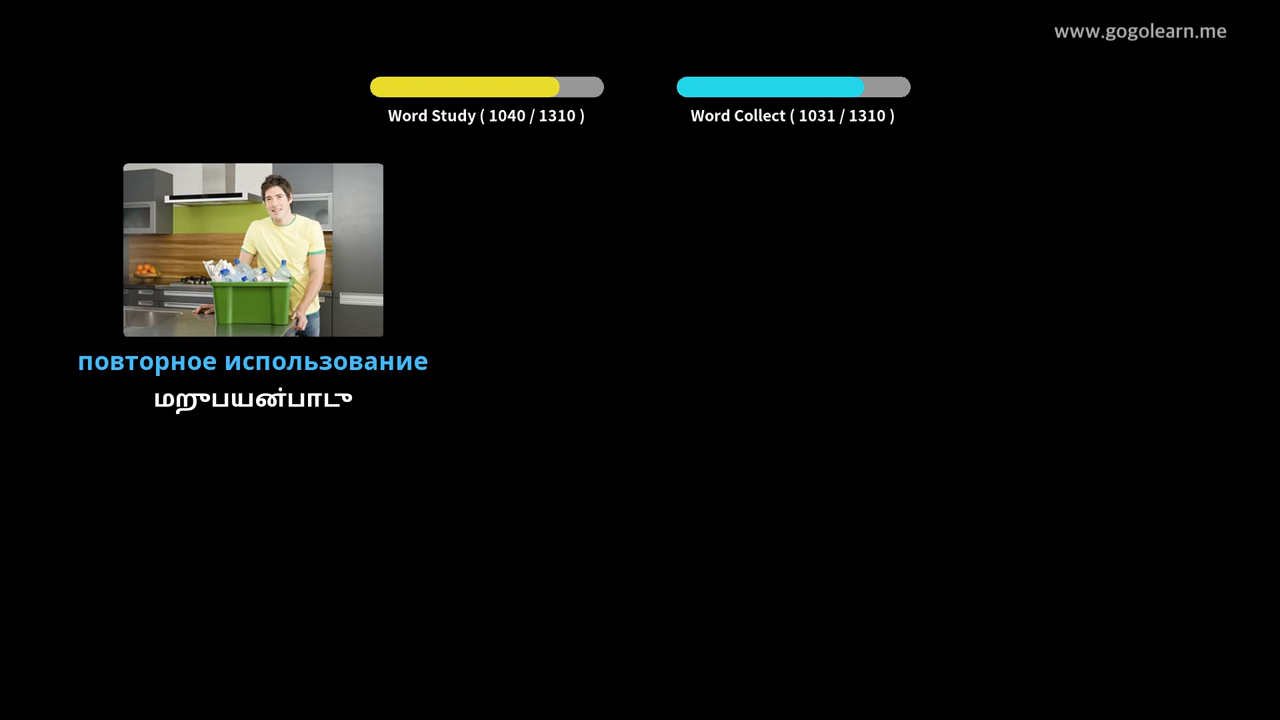 www.gogolearn.me
Word Study ( 1040 / 1310 )
Word Collect ( 1031 / 1310 )
повторное использование
மறுபயன்பாடு